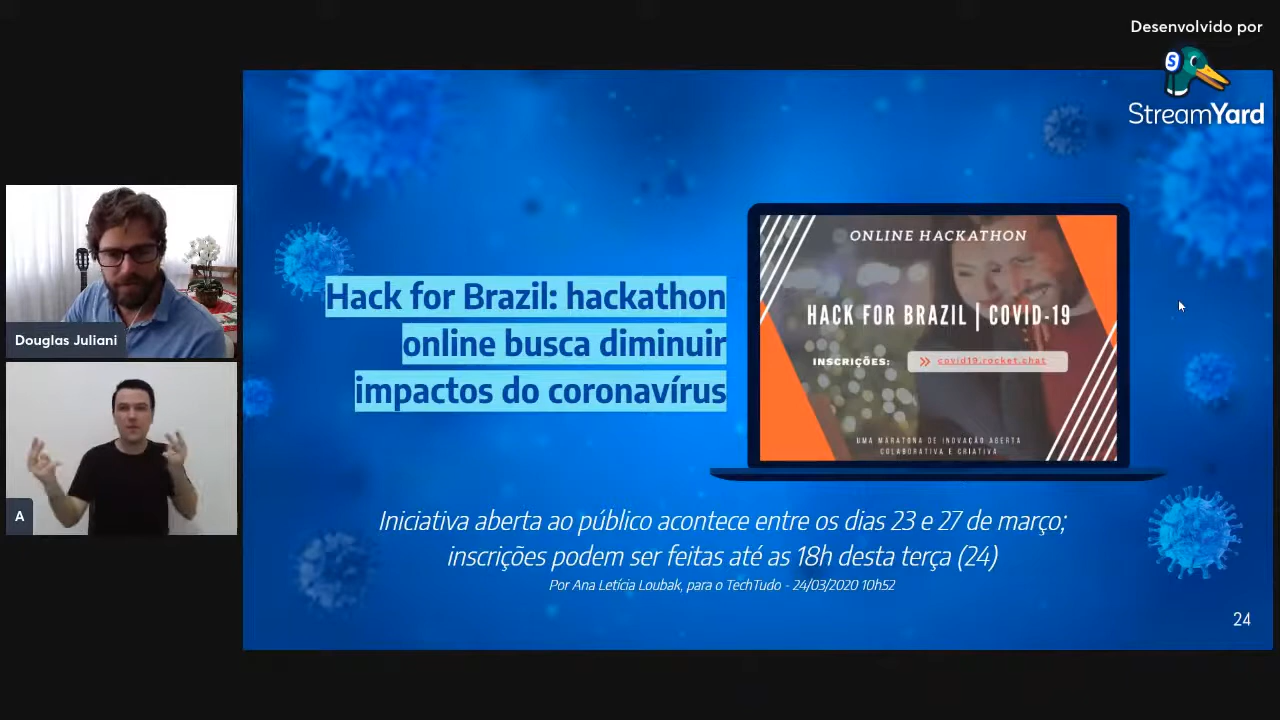 Desenvolvido por
StreamYard
Douglas Juliani
A
Hack for Brazil: hackathon
online busca diminuir
impactos do coronavírus
ONLINE HACKATHON
HACK FOR BRAZIL | COVID-19
INSCRIÇÕES: >> covid19.rocket.chat
UMA MARATONA DE INOVAÇÃO ABERTA
COLABORATIVA E CRIATIVA
Iniciativa aberta ao público acontece entre os dias 23 e 27 de março;
inscrições podem ser feitas até as 18h desta terça (24)
Por Ana Letícia Loubak, para o TechTudo - 24/03/2020 10h52
24